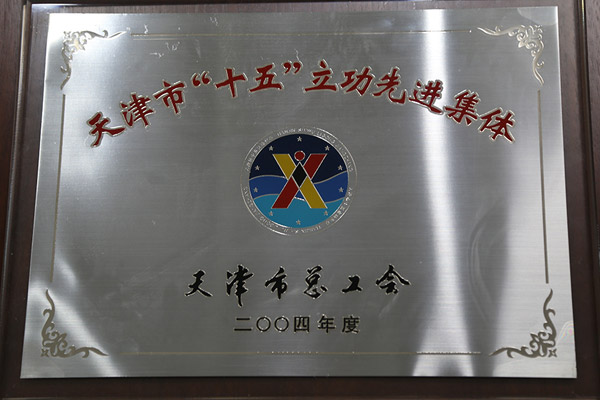 天津市“十五”立功先进集体
天津市总工会
二〇〇四年度